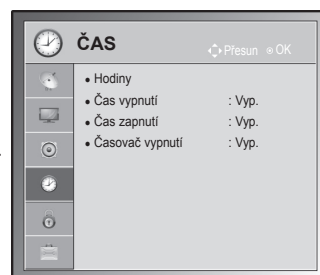 ČAS
Přesun OK
• Hodiny
• Čas vypnutí : Vyp.
• Čas zapnutí : Vyp.
• Časovač vypnutí : Vyp.